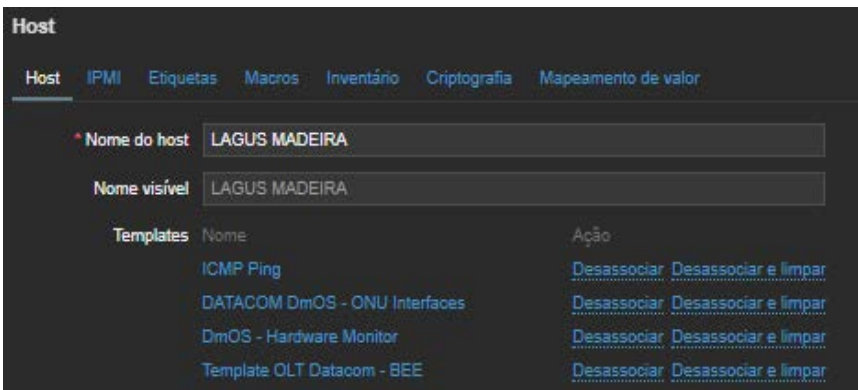 Host
Host IPMI Etiquetas Macros Inventário Criptografia Mapeamento de valor
* Nome do host LAGUS MADEIRA
Nome visível LAGUS MADEIRA
Templates Nome Ação
ICMP Ping Desassociar Desassociar e limpar
DATACOM DmOS - ONU Interfaces Desassociar Desassociar e limpar
DmOS - Hardware Monitor Desassociar Desassociar e limpar
Template OLT Datacom - BEE Desassociar Desassociar e limpar